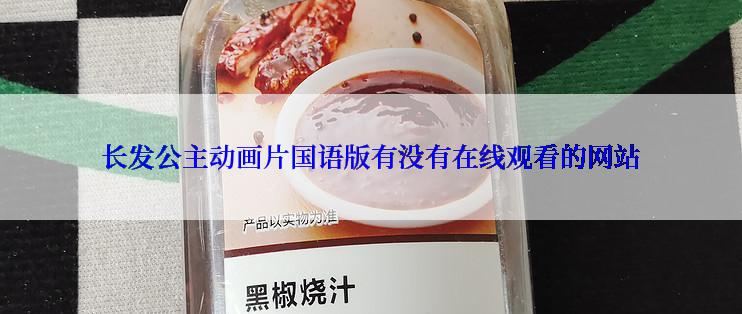 长发公主动画片国语版有没有在线观看的网站
产品以实物为准
黑椒烧汁